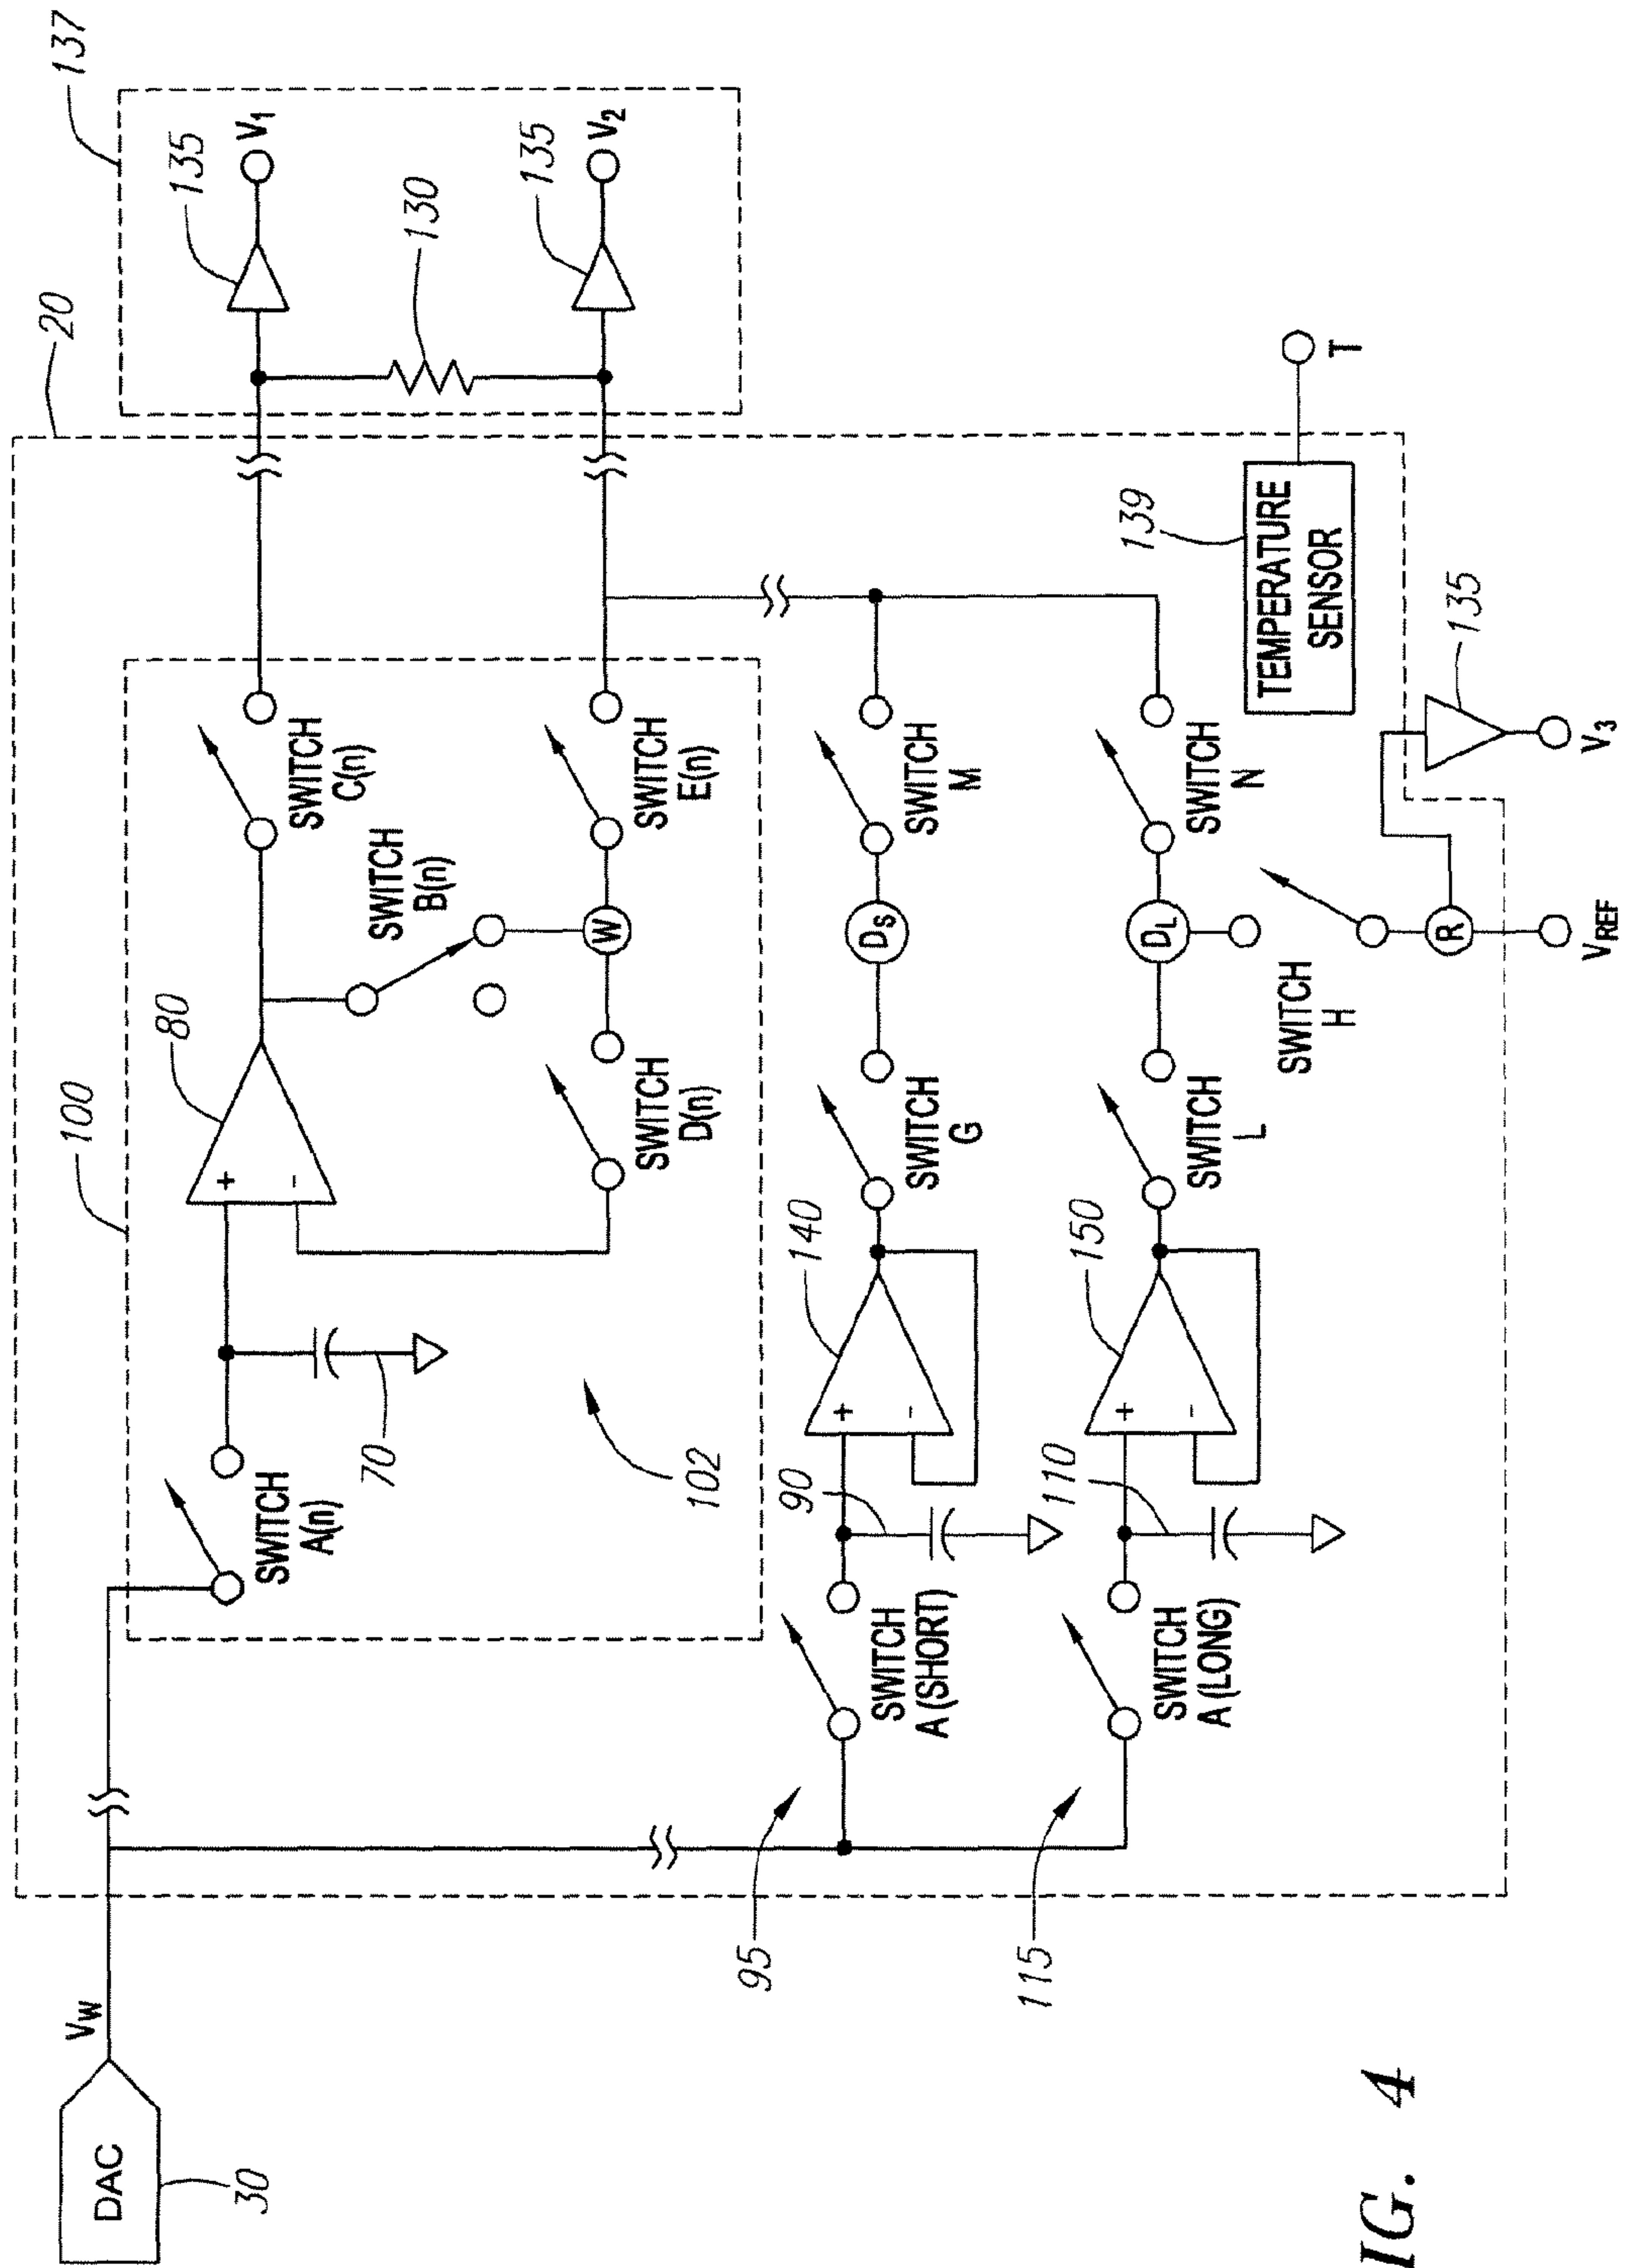 137
20
135
V1
135
V2
130
100
80
+
-
SWITCH
C(n)
SWITCH
B(n)
W
SWITCH
E(n)
SWITCH
D(n)
70
SWITCH
A(n)
102
VW
DAC
30
95
SWITCH
A (SHORT)
90
140
+
-
SWITCH
G
DS
SWITCH
M
115
SWITCH
A (LONG)
110
150
+
-
SWITCH
L
DL
SWITCH
N
SWITCH
H
R
VREF
139
TEMPERATURE
SENSOR
T
135
V3
IG. 4